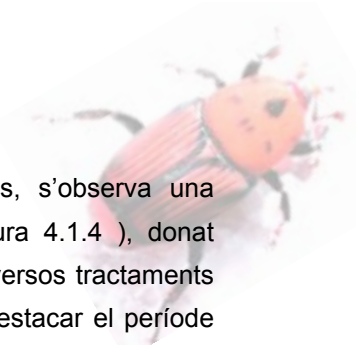 s, s’observa una
ura 4.1.4 ), donat
versos tractaments
estacar el període